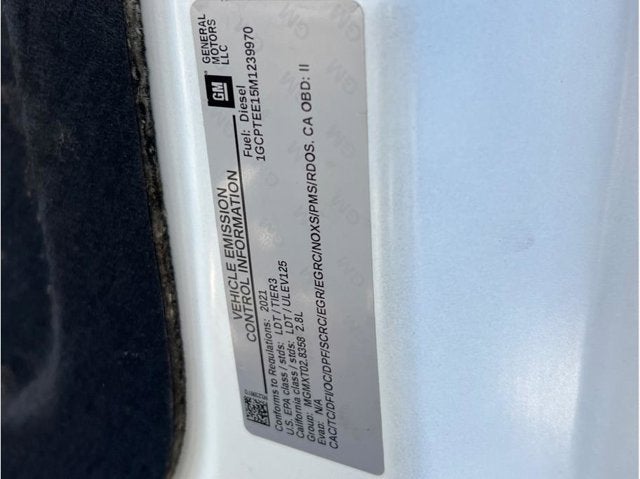 GM
GENERAL
MOTORS
LLC
VEHICLE EMISSION
CONTROL INFORMATION
Fuel: Diesel
1GCPTEE15M1239970
Conforms to Regulations: 2021
U.S. EPA class / stds: LDT / TIER3
California class / stds: LDT / ULEV125
Group: MGMXT02.8358 2.8L
Evap: N/A
CAC/TC/DFI/OC/DPF/SCRC/EGR/EGRC/NOXS/PMS/RDOS. CA OBD: II